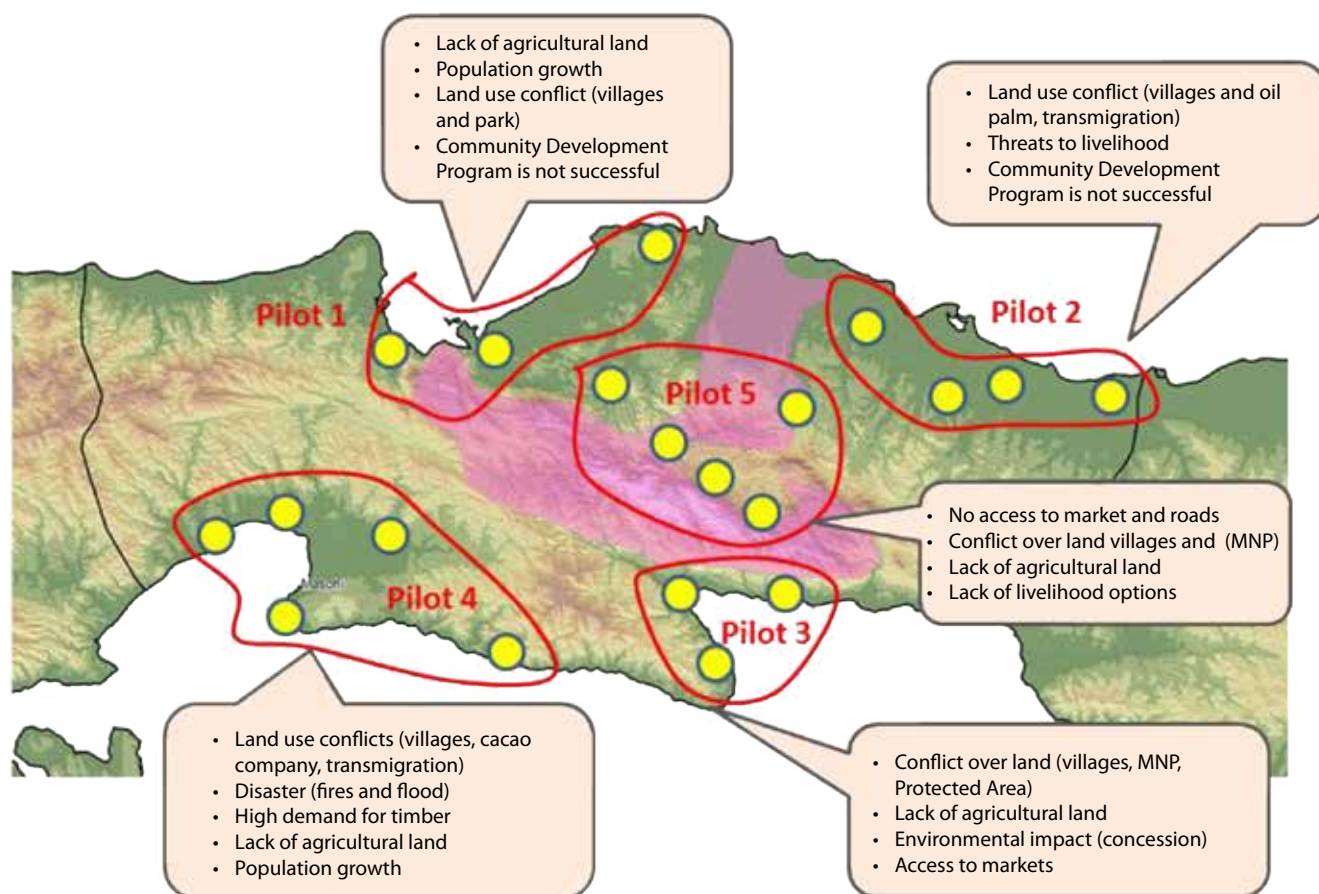 • Lack of agricultural land
• Population growth
• Land use conflict (villages
and park)
• Community Development
Program is not successful
• Land use conflict (villages and oil
palm, transmigration)
• Threats to livelihood
• Community Development
Program is not successful
Pilot 1
Pilot 2
Pilot 5
• No access to market and roads
• Conflict over land villages and (MNP)
• Lack of agricultural land
• Lack of livelihood options
Pilot 4
Pilot 3
• Land use conflicts (villages, cacao
company, transmigration)
• Disaster (fires and flood)
• High demand for timber
• Lack of agricultural land
• Population growth
• Conflict over land (villages, MNP,
Protected Area)
• Lack of agricultural land
• Environmental impact (concession)
• Access to markets